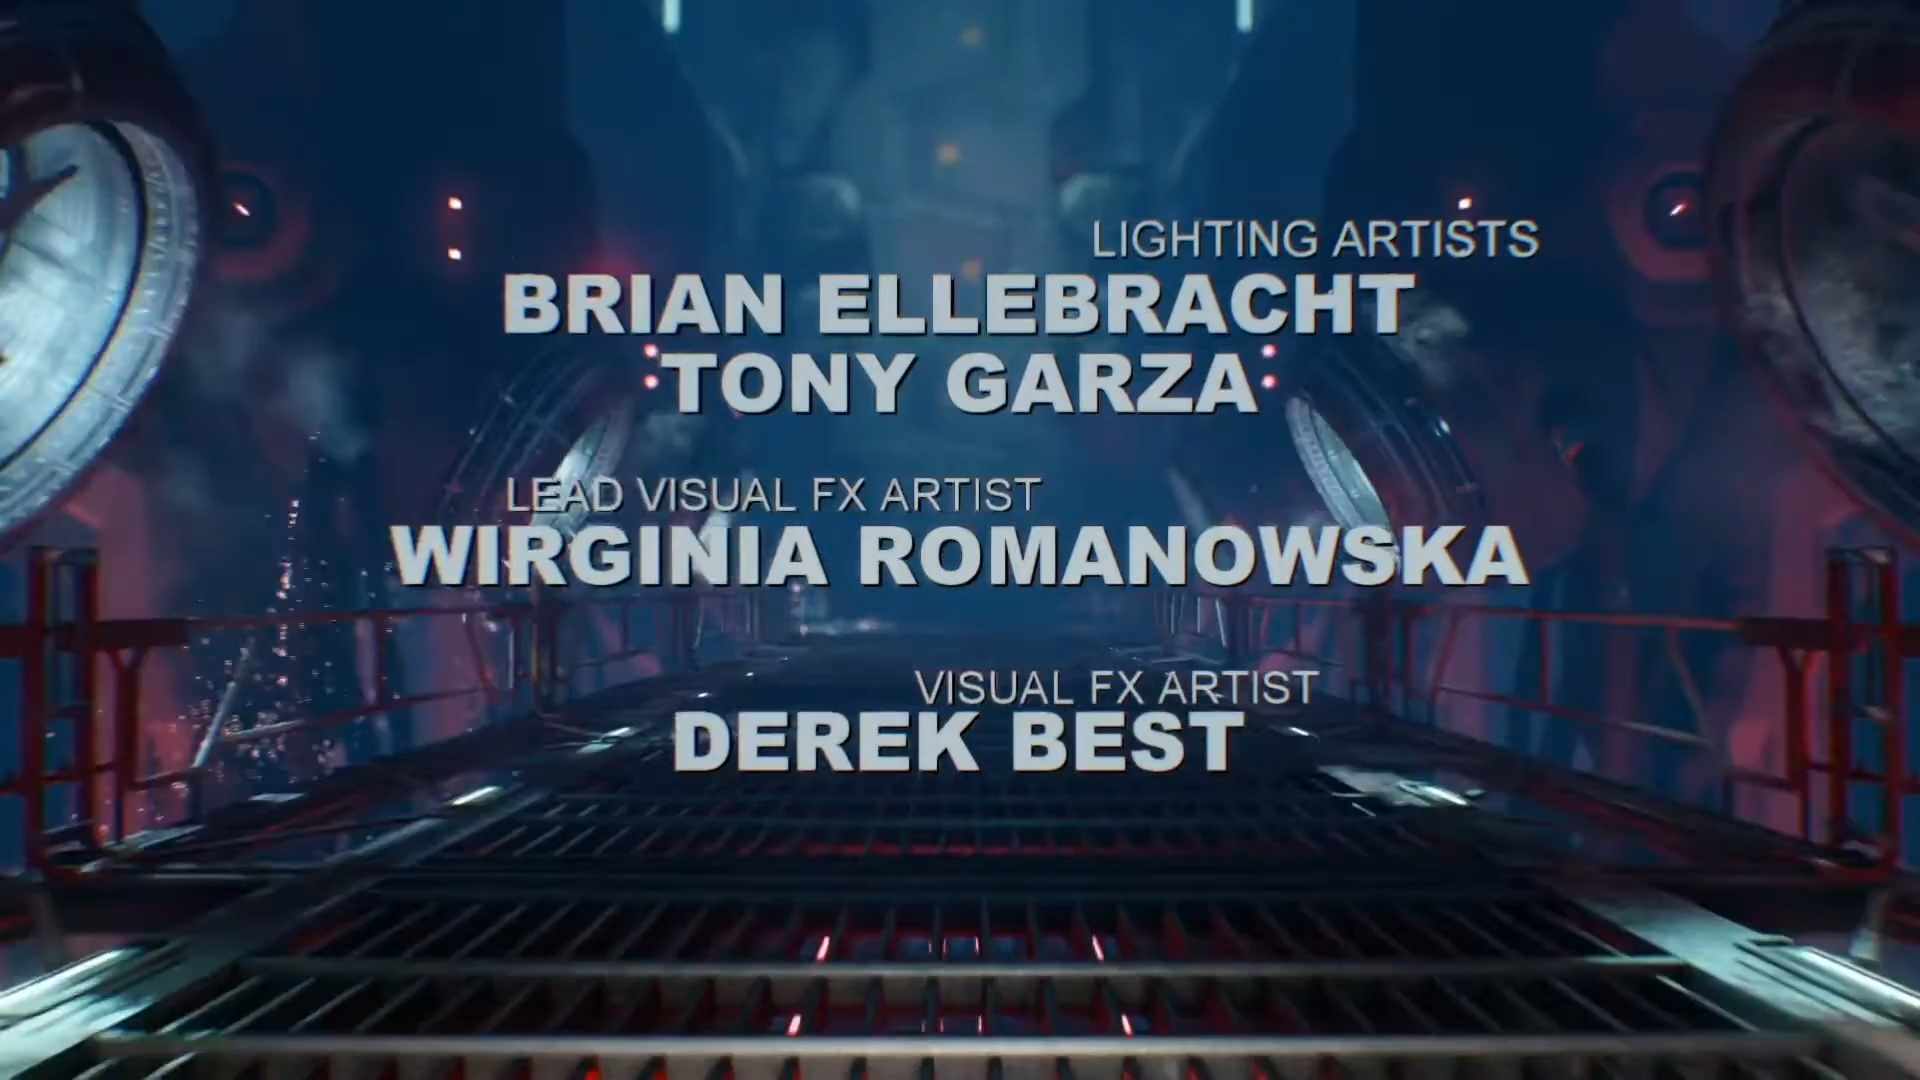 LIGHTING ARTISTS
BRIAN ELLEBRACHT
TONY GARZA
LEAD VISUAL FX ARTIST
WIRGINIA ROMANOWSKA
VISUAL FX ARTIST
DEREK BEST